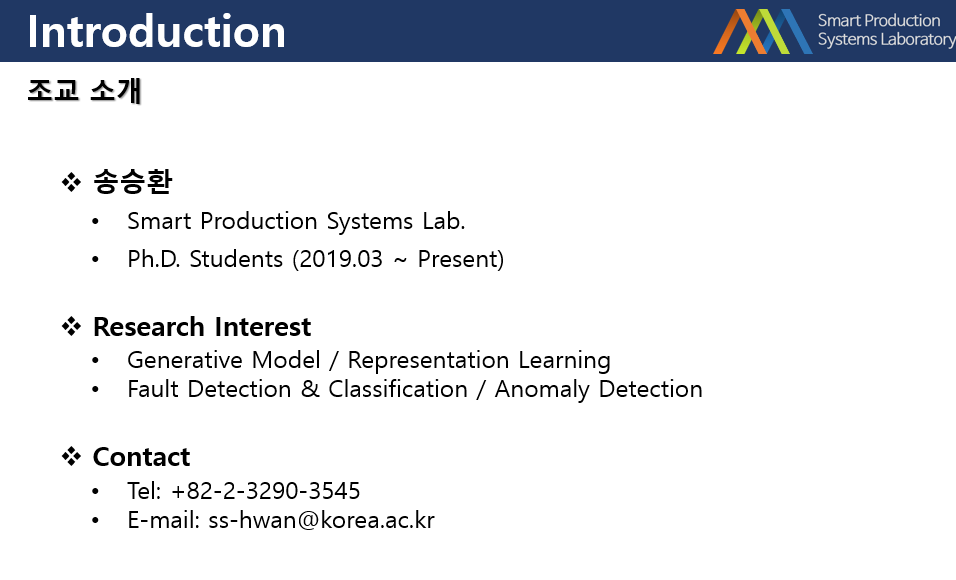 Introduction
Smart Production
Systems Laboratory
조교 소개
❖ 송승환
• Smart Production Systems Lab.
• Ph.D. Students (2019.03 ~ Present)
❖ Research Interest
• Generative Model / Representation Learning
• Fault Detection & Classification / Anomaly Detection
❖ Contact
• Tel: +82-2-3290-3545
• E-mail: ss-hwan@korea.ac.kr